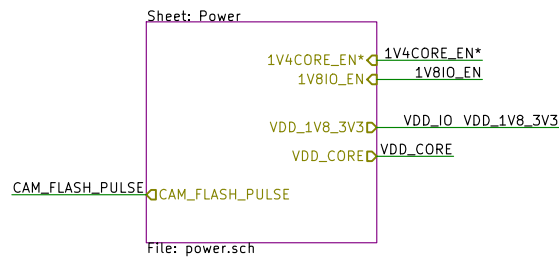 Sheet: Power
1V4CORE_EN* 1V4CORE_EN*
1V8IO_EN 1V8IO_EN
VDD_1V8_3V3 VDD_IO VDD_1V8_3V3
VDD_CORE VDD_CORE
CAM_FLASH_PULSE CAM_FLASH_PULSE
File: power.sch